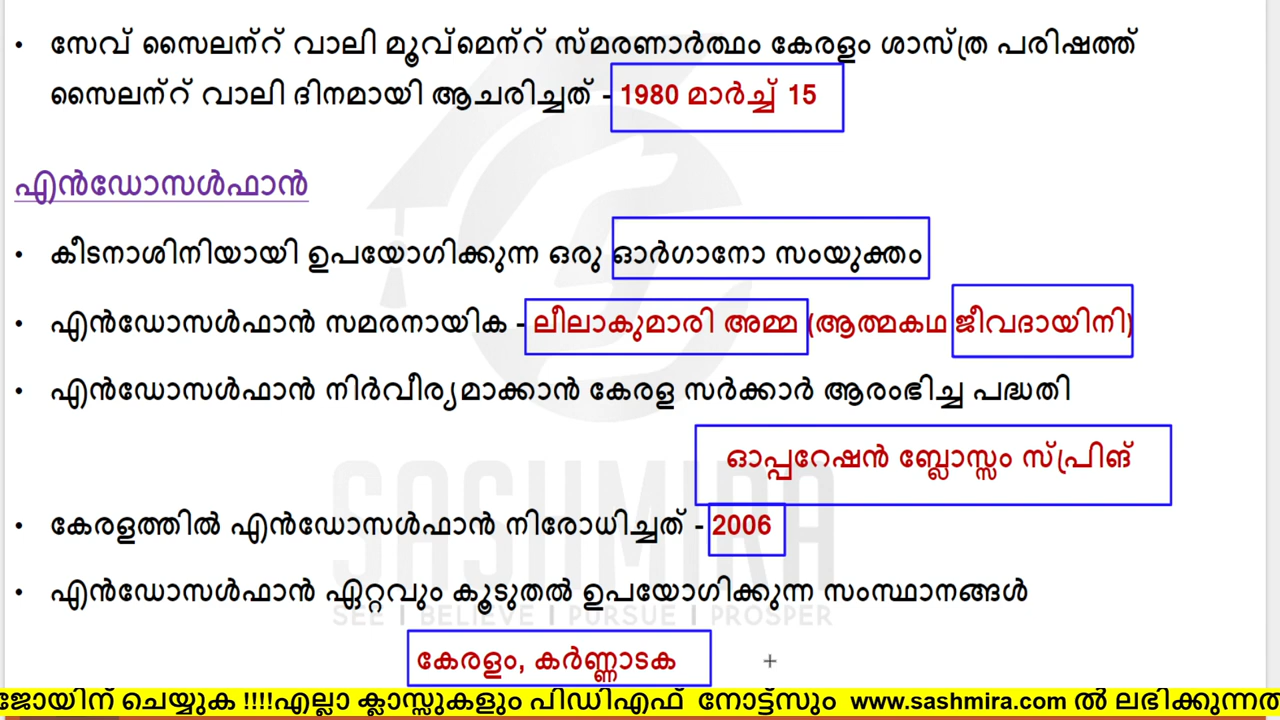 • സേവ് സൈലന്റ് വാലി മൂവ്മെന്റ് സ്മരണാർത്ഥം കേരളം ശാസ്ത്ര പരിഷത്ത്
സൈലന്റ് വാലി ദിനമായി ആചരിച്ചത് - 1980 മാർച്ച് 15
എൻഡോസൾഫാൻ
• കീടനാശിനിയായി ഉപയോഗിക്കുന്ന ഒരു ഓർഗാനോ സംയുക്തം
• എൻഡോസൾഫാൻ സമരനായിക - ലീലാകുമാരി അമ്മ (ആത്മകഥ ജീവദായിനി)
• എൻഡോസൾഫാൻ നിർവീര്യമാക്കാൻ കേരള സർക്കാർ ആരംഭിച്ച പദ്ധതി
ഓപ്പറേഷൻ ബ്ലോസ്സം സ്പ്രിങ്
• കേരളത്തിൽ എൻഡോസൾഫാൻ നിരോധിച്ചത് - 2006
• എൻഡോസൾഫാൻ ഏറ്റവും കൂടുതൽ ഉപയോഗിക്കുന്ന സംസ്ഥാനങ്ങൾ
കേരളം, കർണ്ണാടക
SASHMIRA
SEE | BELIEVE | PURSUE | PROSPER
ജോയിന് ചെയ്യുക !!!!എല്ലാ ക്ലാസ്സുകളും പിഡിഎഫ് നോട്ട്സും www.sashmira.com ൽ ലഭിക്കുന്നത